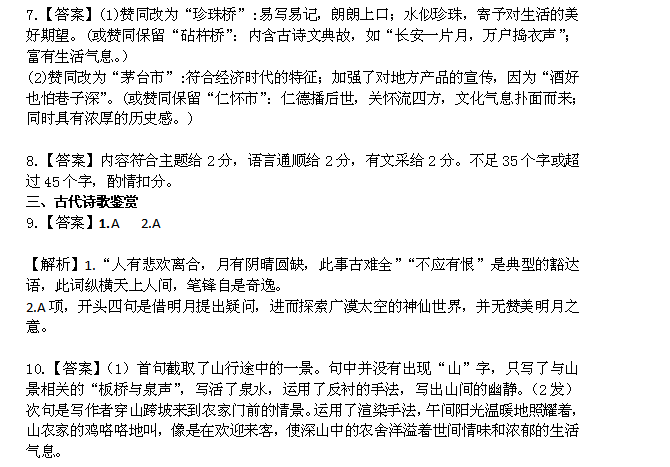 7.【答案】(1)赞同改为“珍珠桥”:易写易记，朗朗上口；水似珍珠，寄予对生活的美
好期望。(或赞同保留“砧杵桥”：内含古诗文典故，如“长安一片月，万户捣衣声”；
富有生活气息。)
(2)赞同改为“茅台市”:符合经济时代的特征；加强了对地方产品的宣传，因为“酒好
也怕巷子深”。(或赞同保留“仁怀市”：仁德播后世，关怀流四方，文化气息扑面而来；
同时具有浓厚的历史感。)
8.【答案】内容符合主题给2分，语言通顺给2分，有文采给2分。不足35个字或超
过45个字，酌情扣分。
三、古代诗歌鉴赏
9.【答案】1.A 2.A
【解析】1.“人有悲欢离合，月有阴晴圆缺，此事古难全”“不应有恨”是典型的豁达
语，此词纵横天上人间，笔锋自是奇逸。
2.A项，开头四句是借明月提出疑问，进而探索广漠太空的神仙世界，并无赞美明月之
意。
10.【答案】（1）首句截取了山行途中的一景。句中并没有出现“山”字，只写了与山
景相关的“板桥与泉声”，写活了泉水，运用了反衬的手法，写出山间的幽静。（2发）
次句是写作者穿山跨坡来到农家门前的情景。运用了渲染手法，午间阳光温暖地照耀着，
山农家的鸡咯咯地叫，像是在欢迎来客，使深山中的农舍洋溢着世间情味和浓郁的生活
气息。